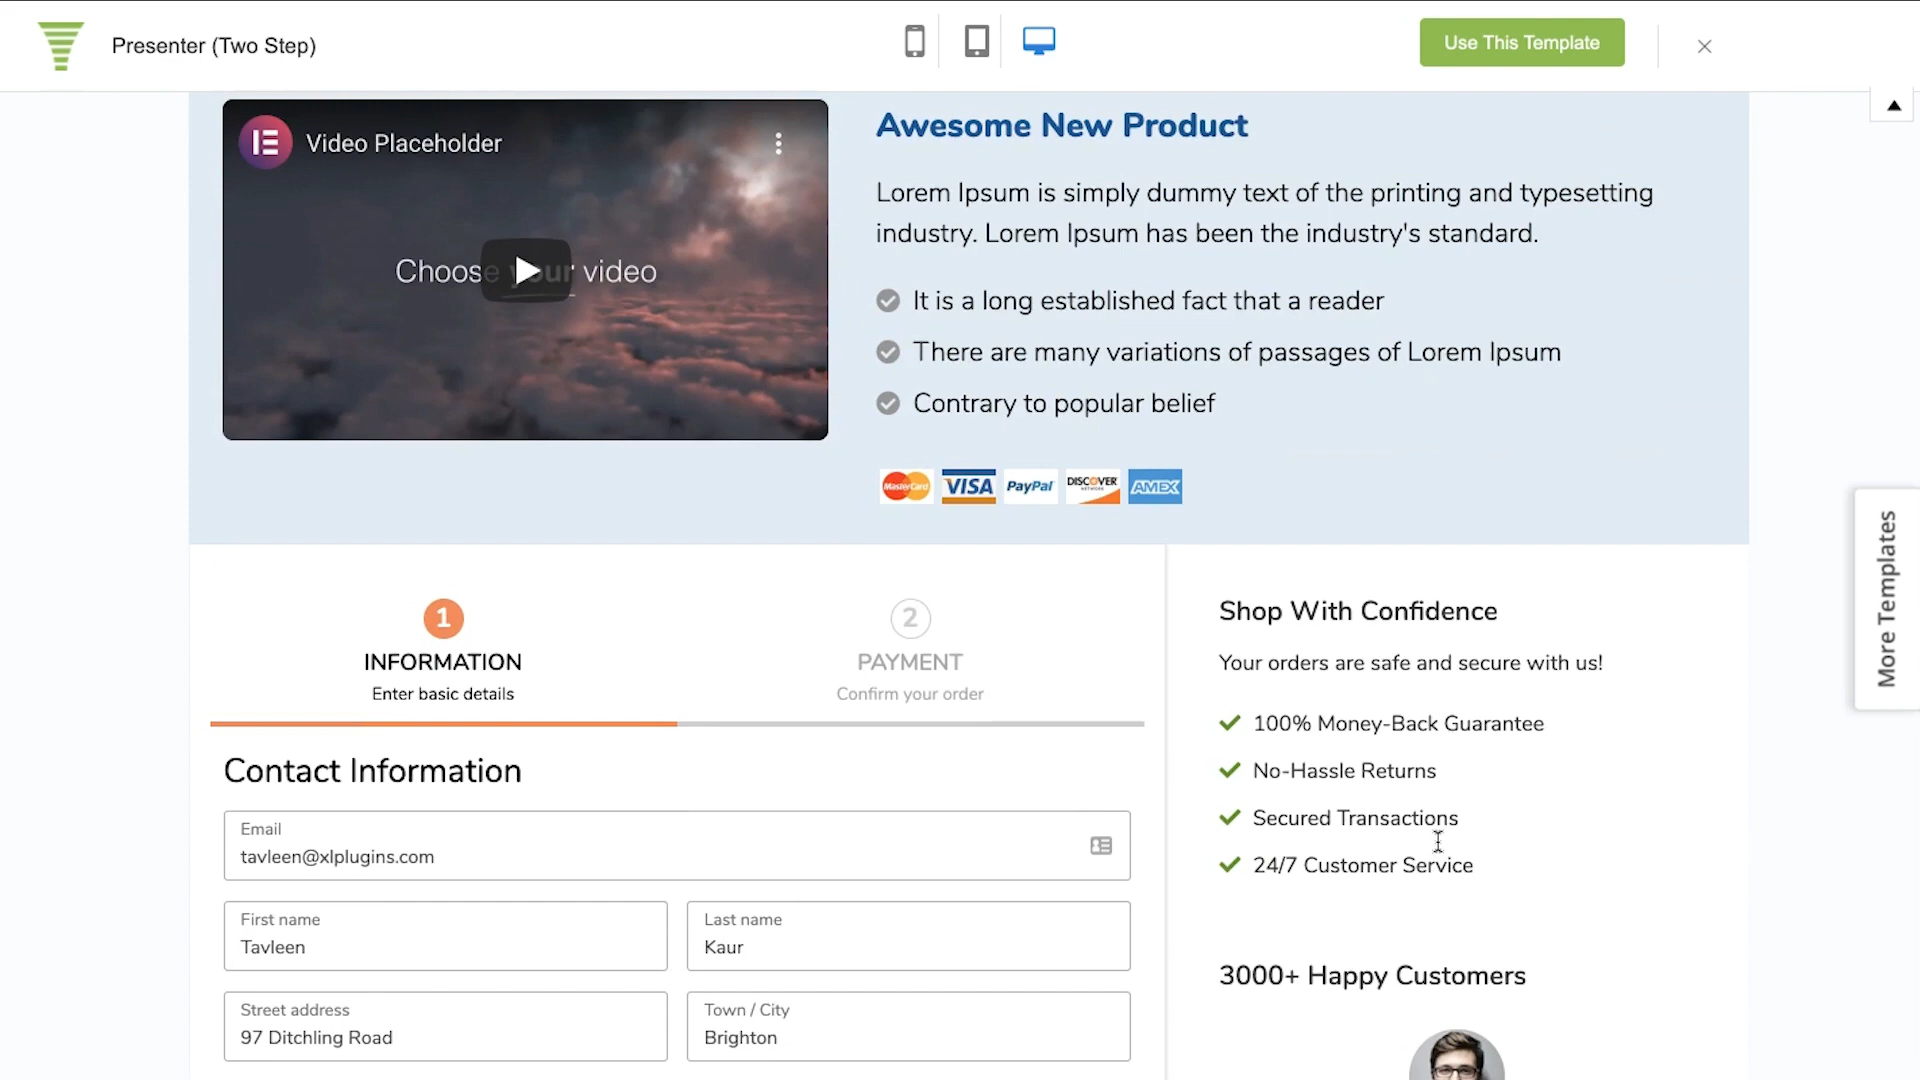 Presenter (Two Step)
Use This Template
Video Placeholder
Choose your video
Awesome New Product
Lorem Ipsum is simply dummy text of the printing and typesetting
industry. Lorem Ipsum has been the industry's standard.
It is a long established fact that a reader
There are many variations of passages of Lorem Ipsum
Contrary to popular belief
MasterCard VISA PayPal DISCOVER NETWORK AMEX
More Templates
1
INFORMATION
Enter basic details
2
PAYMENT
Confirm your order
Contact Information
Email
tavleen@xlplugins.com
First name
Tavleen
Last name
Kaur
Street address
97 Ditchling Road
Town / City
Brighton
Shop With Confidence
Your orders are safe and secure with us!
100% Money-Back Guarantee
No-Hassle Returns
Secured Transactions
24/7 Customer Service
3000+ Happy Customers